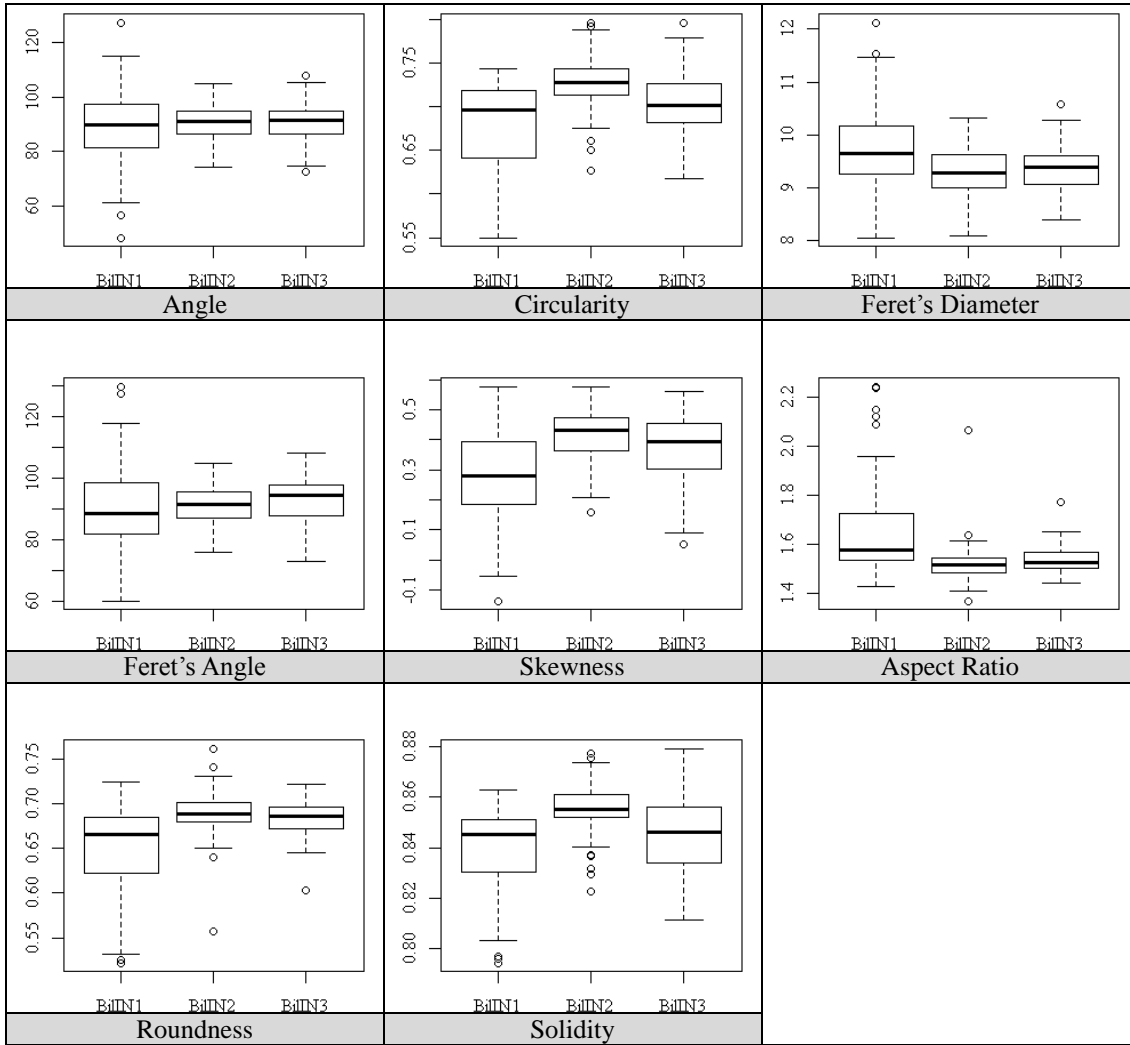 120
100
80
60
BilIN1 BilIN2 BilIN3
Angle
0.75
0.65
0.55
BilIN1 BilIN2 BilIN3
Circularity
12
11
10
9
8
BilIN1 BilIN2 BilIN3
Feret’s Diameter
120
100
80
60
BilIN1 BilIN2 BilIN3
Feret’s Angle
0.5
0.3
0.1
-0.1
BilIN1 BilIN2 BilIN3
Skewness
2.2
2.0
1.8
1.6
1.4
BilIN1 BilIN2 BilIN3
Aspect Ratio
0.75
0.70
0.65
0.60
0.55
BilIN1 BilIN2 BilIN3
Roundness
0.88
0.86
0.84
0.82
0.80
BilIN1 BilIN2 BilIN3
Solidity